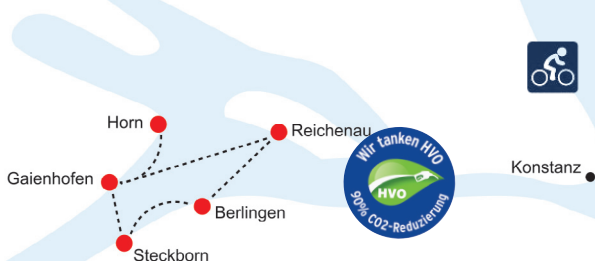 Horn
Reichenau
Wir tanken HVO
HVO
90% CO2-Reduzierung
Konstanz
Gaienhofen
Berlingen
Steckborn